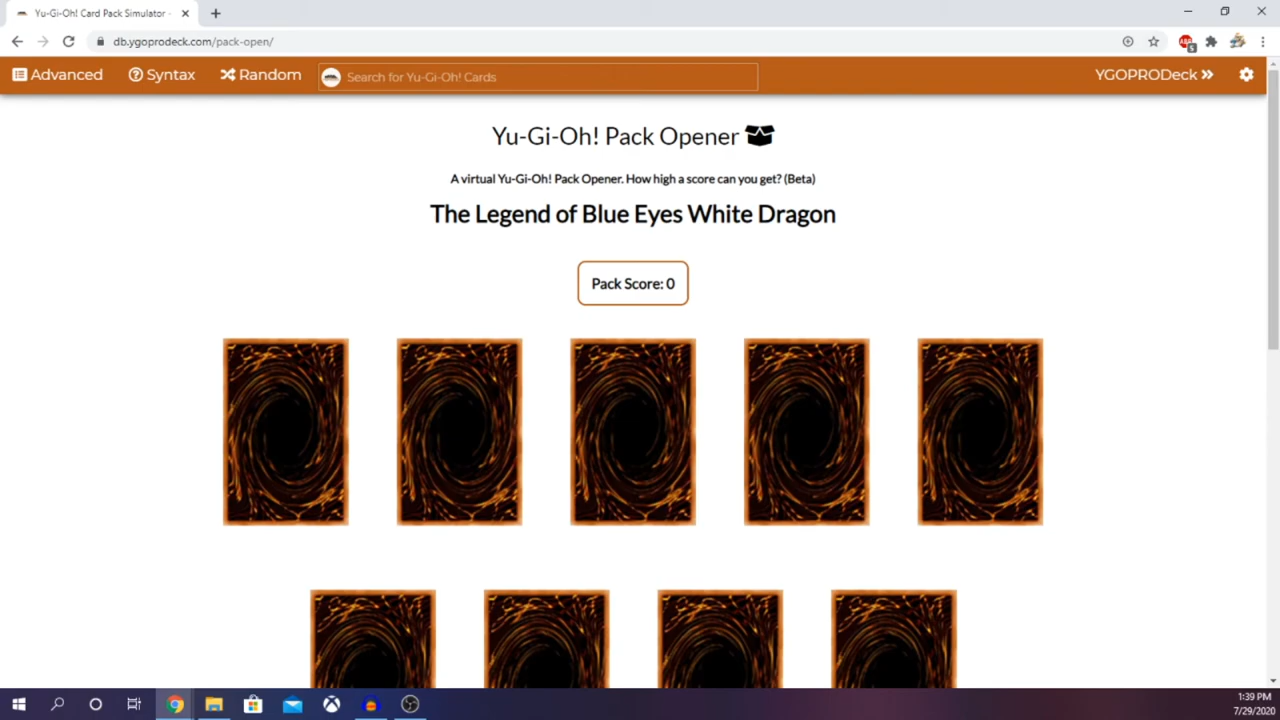 Yu-Gi-Oh! Card Pack Simulator -
db.ygoprodeck.com/pack-open/
ABP
5
Advanced
Syntax
Random
Search for Yu-Gi-Oh! Cards
YGOPRODeck
Yu-Gi-Oh! Pack Opener
A virtual Yu-Gi-Oh! Pack Opener. How high a score can you get? (Beta)
The Legend of Blue Eyes White Dragon
Pack Score: 0
1:39 PM
7/29/2020